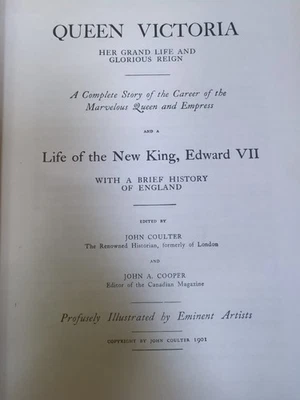 QUEEN VICTORIA
HER GRAND LIFE AND
GLORIOUS REIGN
A Complete Story of the Career of the
Marvelous Queen and Empress
AND A
Life of the New King, Edward VII
WITH A BRIEF HISTORY
OF ENGLAND
EDITED BY
JOHN COULTER
The Renowned Historian, formerly of London
AND
JOHN A. COOPER
Editor of the Canadian Magazine
Profusely Illustrated by Eminent Artists
COPYRIGHT BY JOHN COULTER 1901